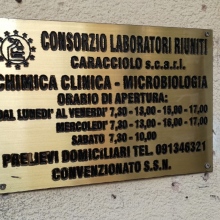 CONSORZIO LABORATORI RIUNITI
CARACCIOLO s.c.a.r.l.
CHIMICA CLINICA - MICROBIOLOGIA
ORARIO DI APERTURA:
DAL LUNEDI' AL VENERDI' 7,30-13,00 - 15,00-17,00
MERCOLEDI' 7,30-13,00 - 16,00-17,00
SABATO 7,30-10,00
PRELIEVI DOMICILIARI TEL. 091346321
CONVENZIONATO S.S.N.